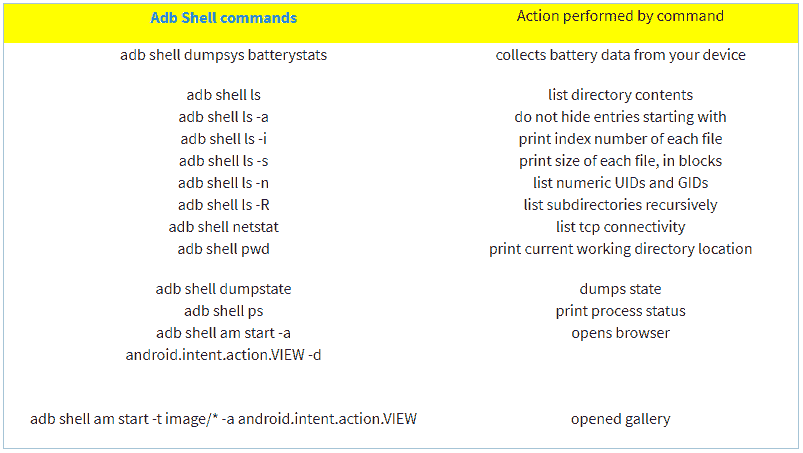 Adb Shell commands Action performed by command
adb shell dumpsys batterystats collects battery data from your device
adb shell ls list directory contents
adb shell ls -a do not hide entries starting with
adb shell ls -i print index number of each file
adb shell ls -s print size of each file, in blocks
adb shell ls -n list numeric UIDs and GIDs
adb shell ls -R list subdirectories recursively
adb shell netstat list tcp connectivity
adb shell pwd print current working directory location
adb shell dumpstate dumps state
adb shell ps print process status
adb shell am start -a opens browser
android.intent.action.VIEW -d
adb shell am start -t image/* -a android.intent.action.VIEW opened gallery